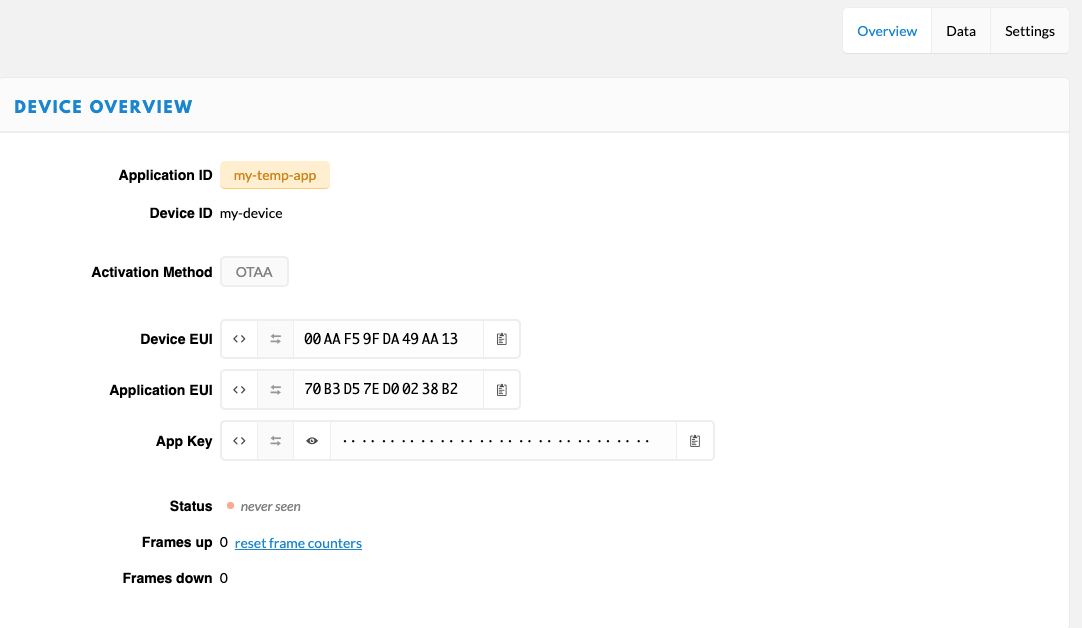 Overview Data Settings
DEVICE OVERVIEW
Application ID my-temp-app
Device ID my-device
Activation Method OTAA
Device EUI <> 00 AA F5 9F DA 49 AA 13
Application EUI <> 70 B3 D5 7E D0 02 38 B2
App Key <> ································
Status never seen
Frames up 0 reset frame counters
Frames down 0